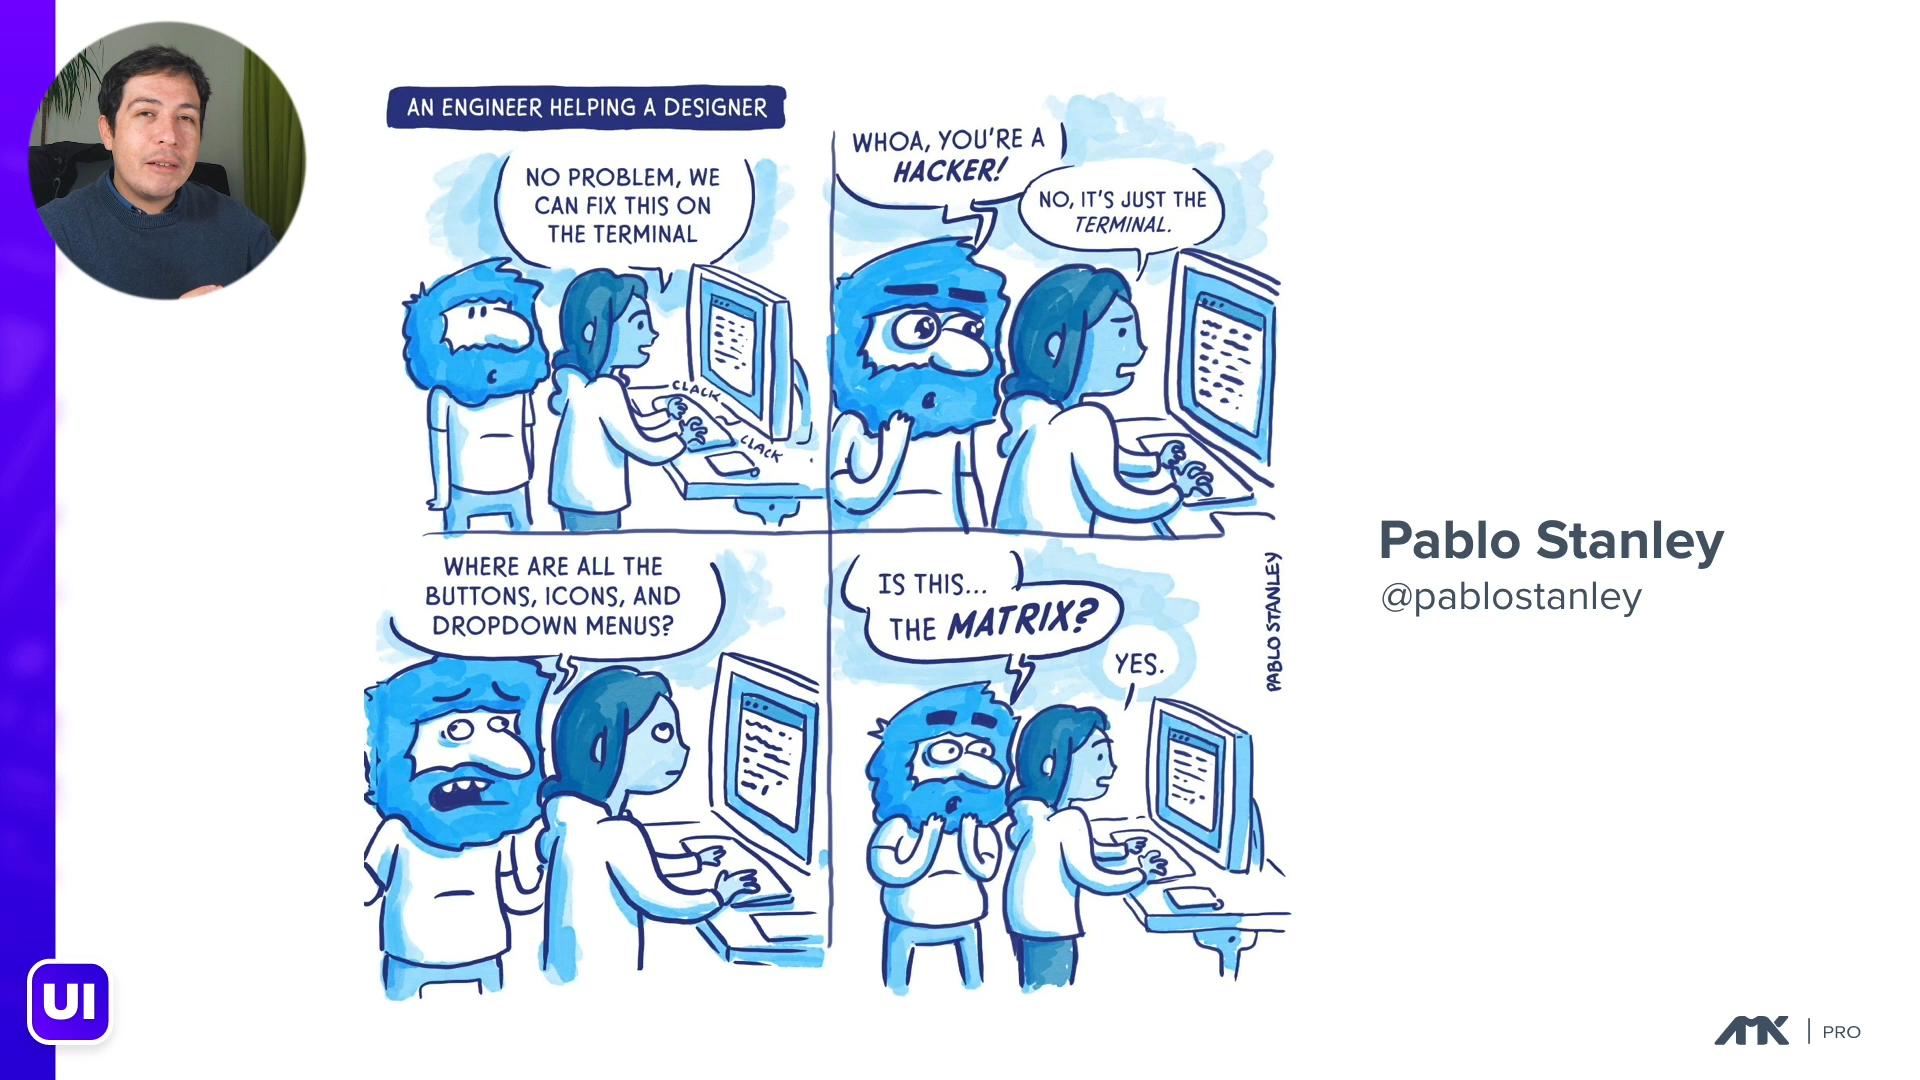 AN ENGINEER HELPING A DESIGNER
NO PROBLEM, WE
CAN FIX THIS ON
THE TERMINAL
CLACK
CLACK
WHOA, YOU'RE A
HACKER!
NO, IT'S JUST THE
TERMINAL.
WHERE ARE ALL THE
BUTTONS, ICONS, AND
DROPDOWN MENUS?
IS THIS...
THE MATRIX?
YES.
PABLO STANLEY
Pablo Stanley
@pablostanley
UI
AMK | PRO